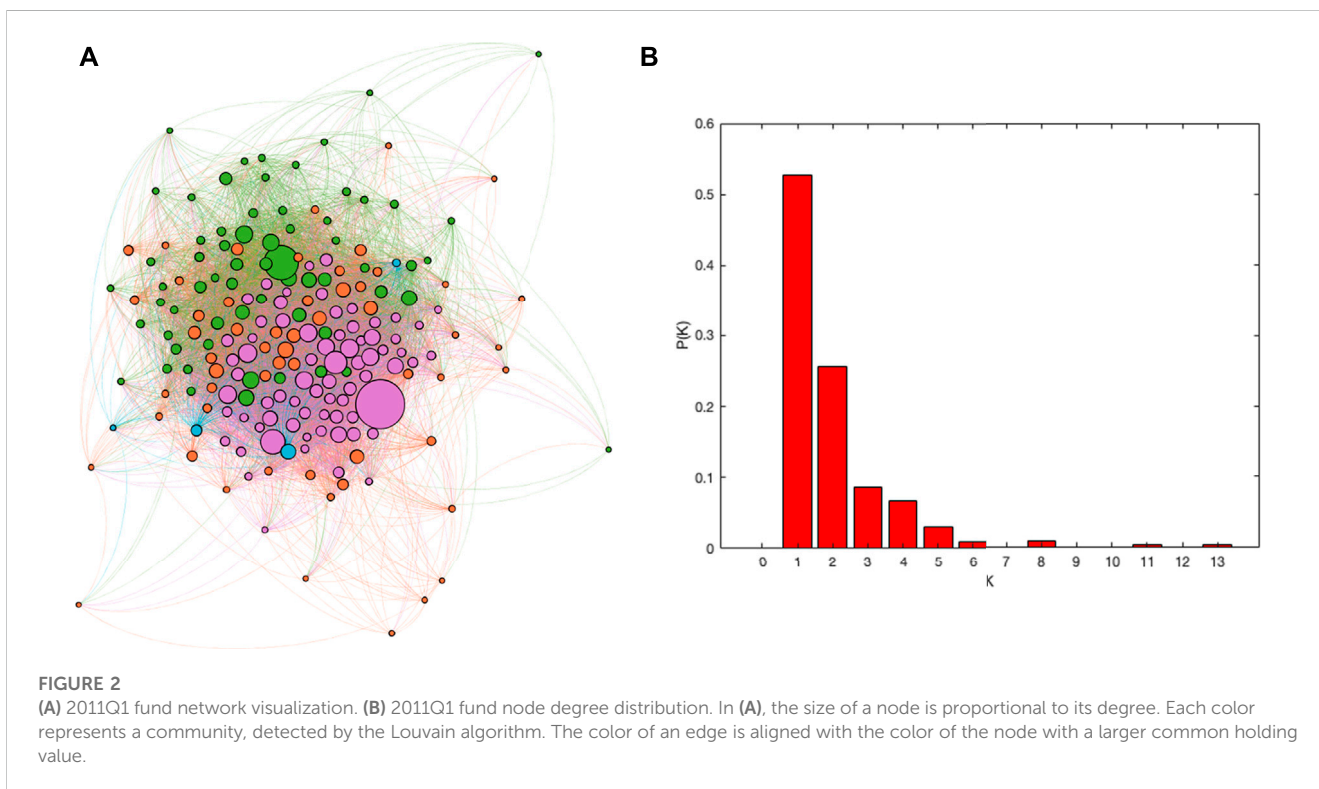 A
B
0.6
0.5
0.4
0.3
0.2
0.1
0
P(K)
0 1 2 3 4 5 6 7 8 9 10 11 12 13
K
FIGURE 2
(A) 2011Q1 fund network visualization. (B) 2011Q1 fund node degree distribution. In (A), the size of a node is proportional to its degree. Each color
represents a community, detected by the Louvain algorithm. The color of an edge is aligned with the color of the node with a larger common holding
value.